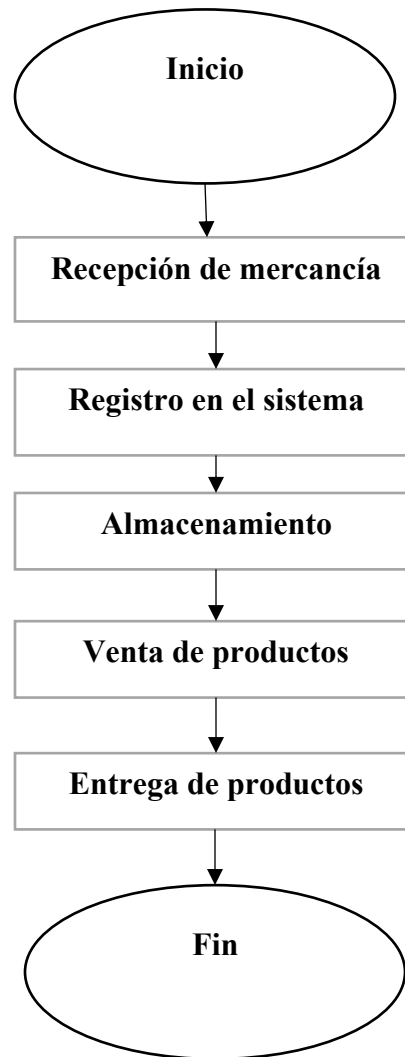 Inicio
Recepción de mercancía
Registro en el sistema
Almacenamiento
Venta de productos
Entrega de productos
Fin